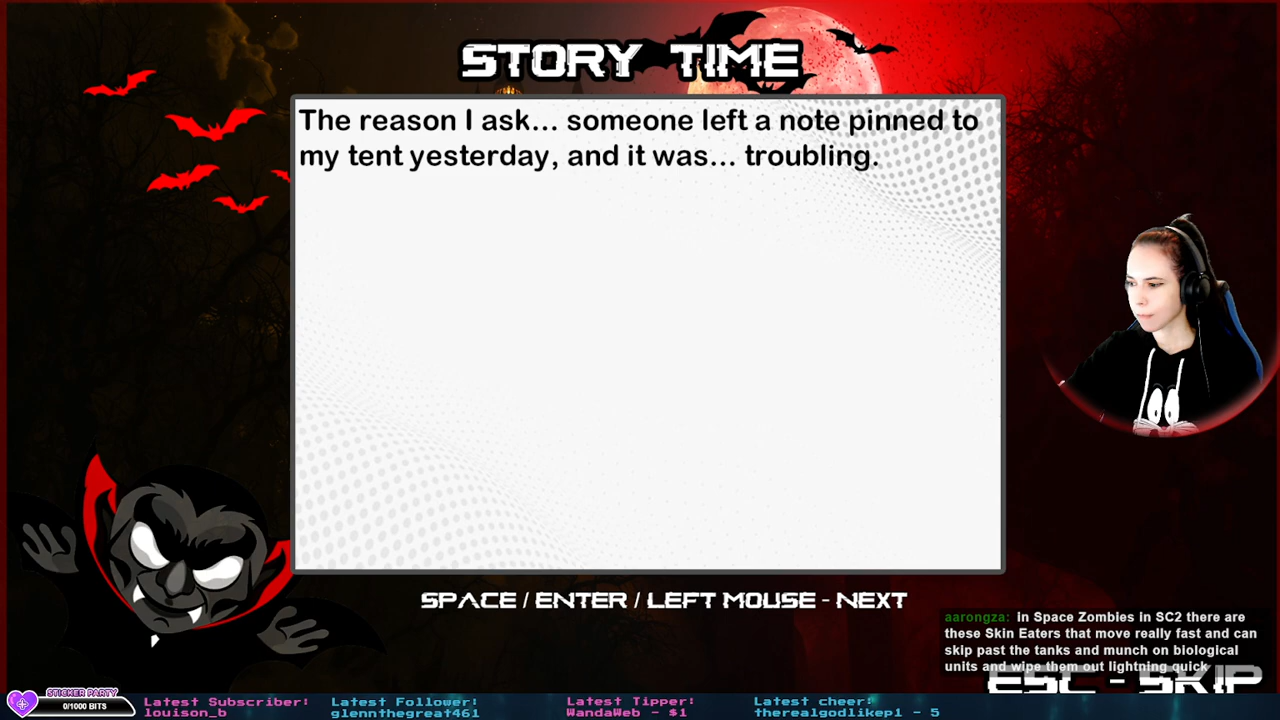 STORY TIME
The reason I ask... someone left a note pinned to
my tent yesterday, and it was... troubling.
SPACE / ENTER / LEFT MOUSE - NEXT
aarongza: in Space Zombies in SC2 there are
these Skin Eaters that move really fast and can
skip past the tanks and munch on biological
units and wipe them out lightning quick
ESC - SKIP
STICKER PARTY
0/1000 BITS
Latest Subscriber:
louison_b
Latest Follower:
glennthegreat461
Latest Tipper:
WandaWeb - $1
Latest cheer:
therealgodlikep1 - 5